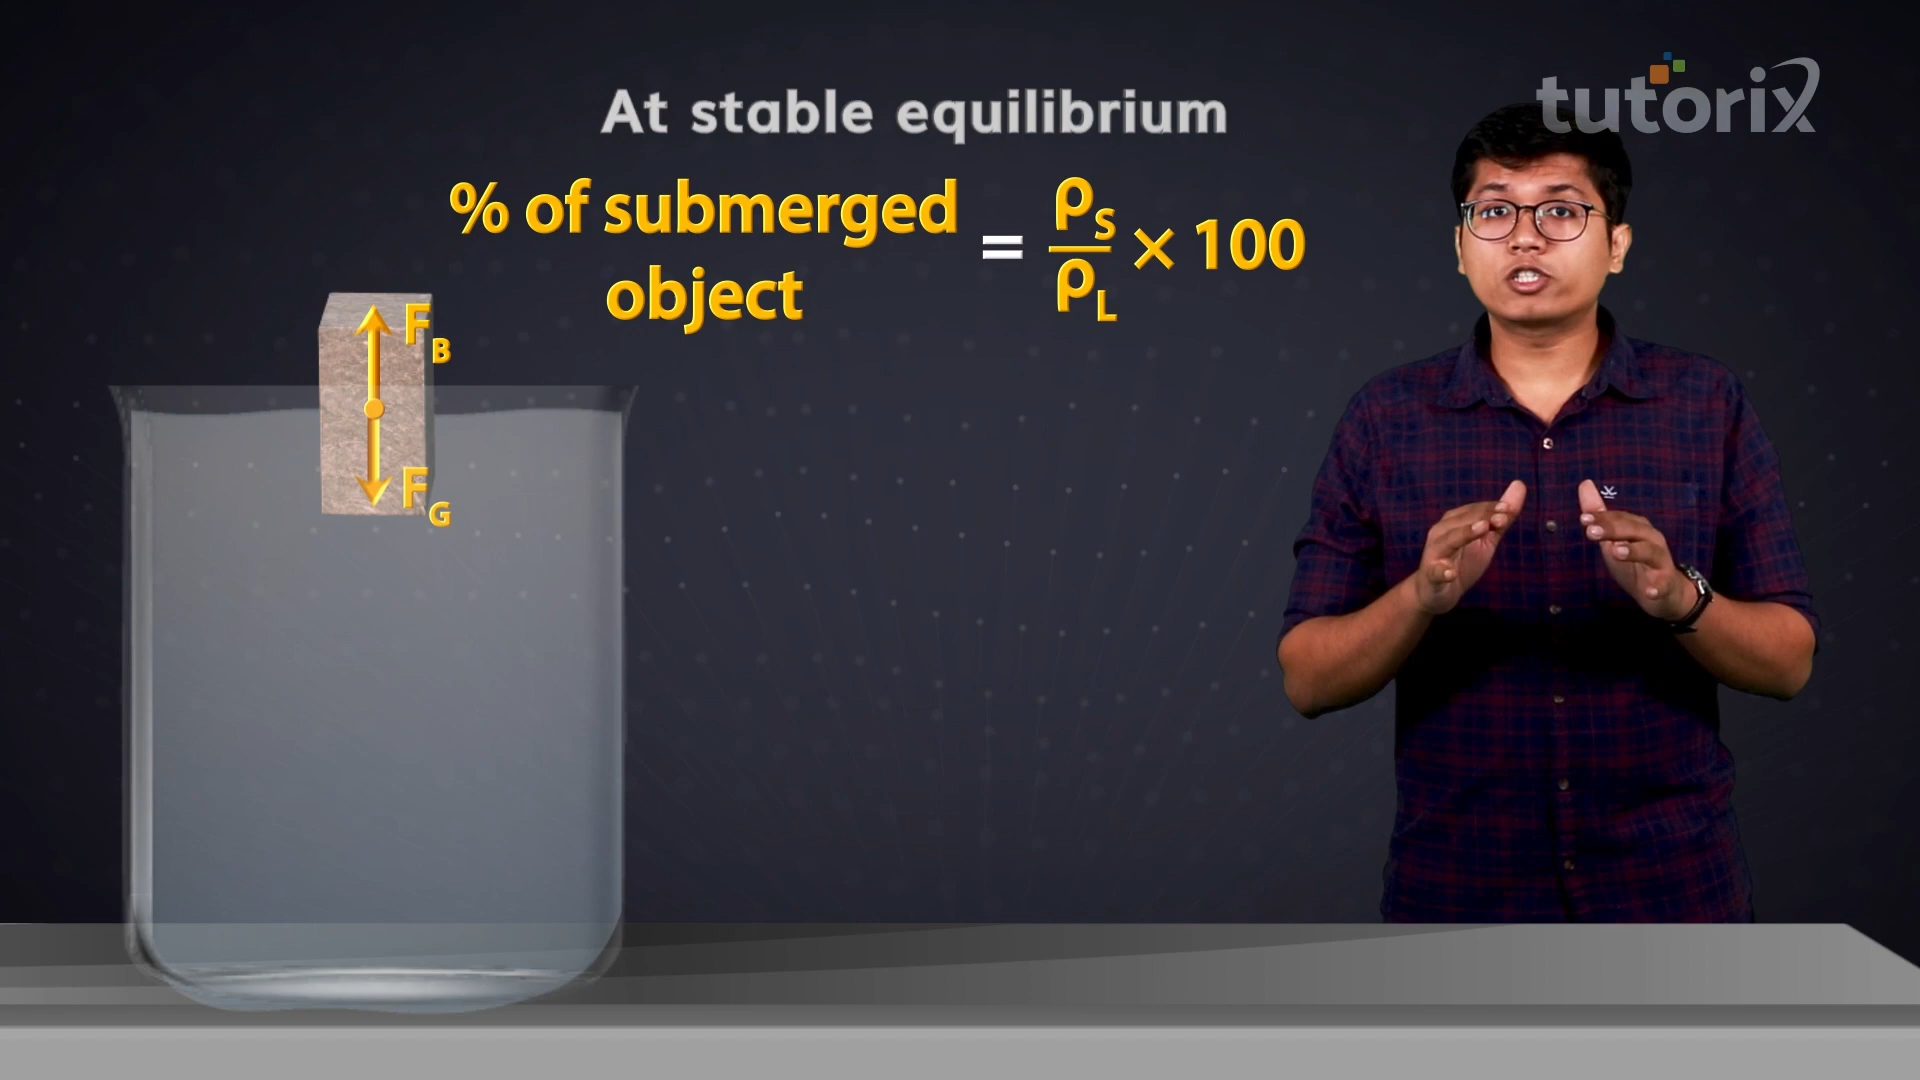 tutorix
At stable equilibrium
% of submerged object = ρS/ρL × 100
FB
FG